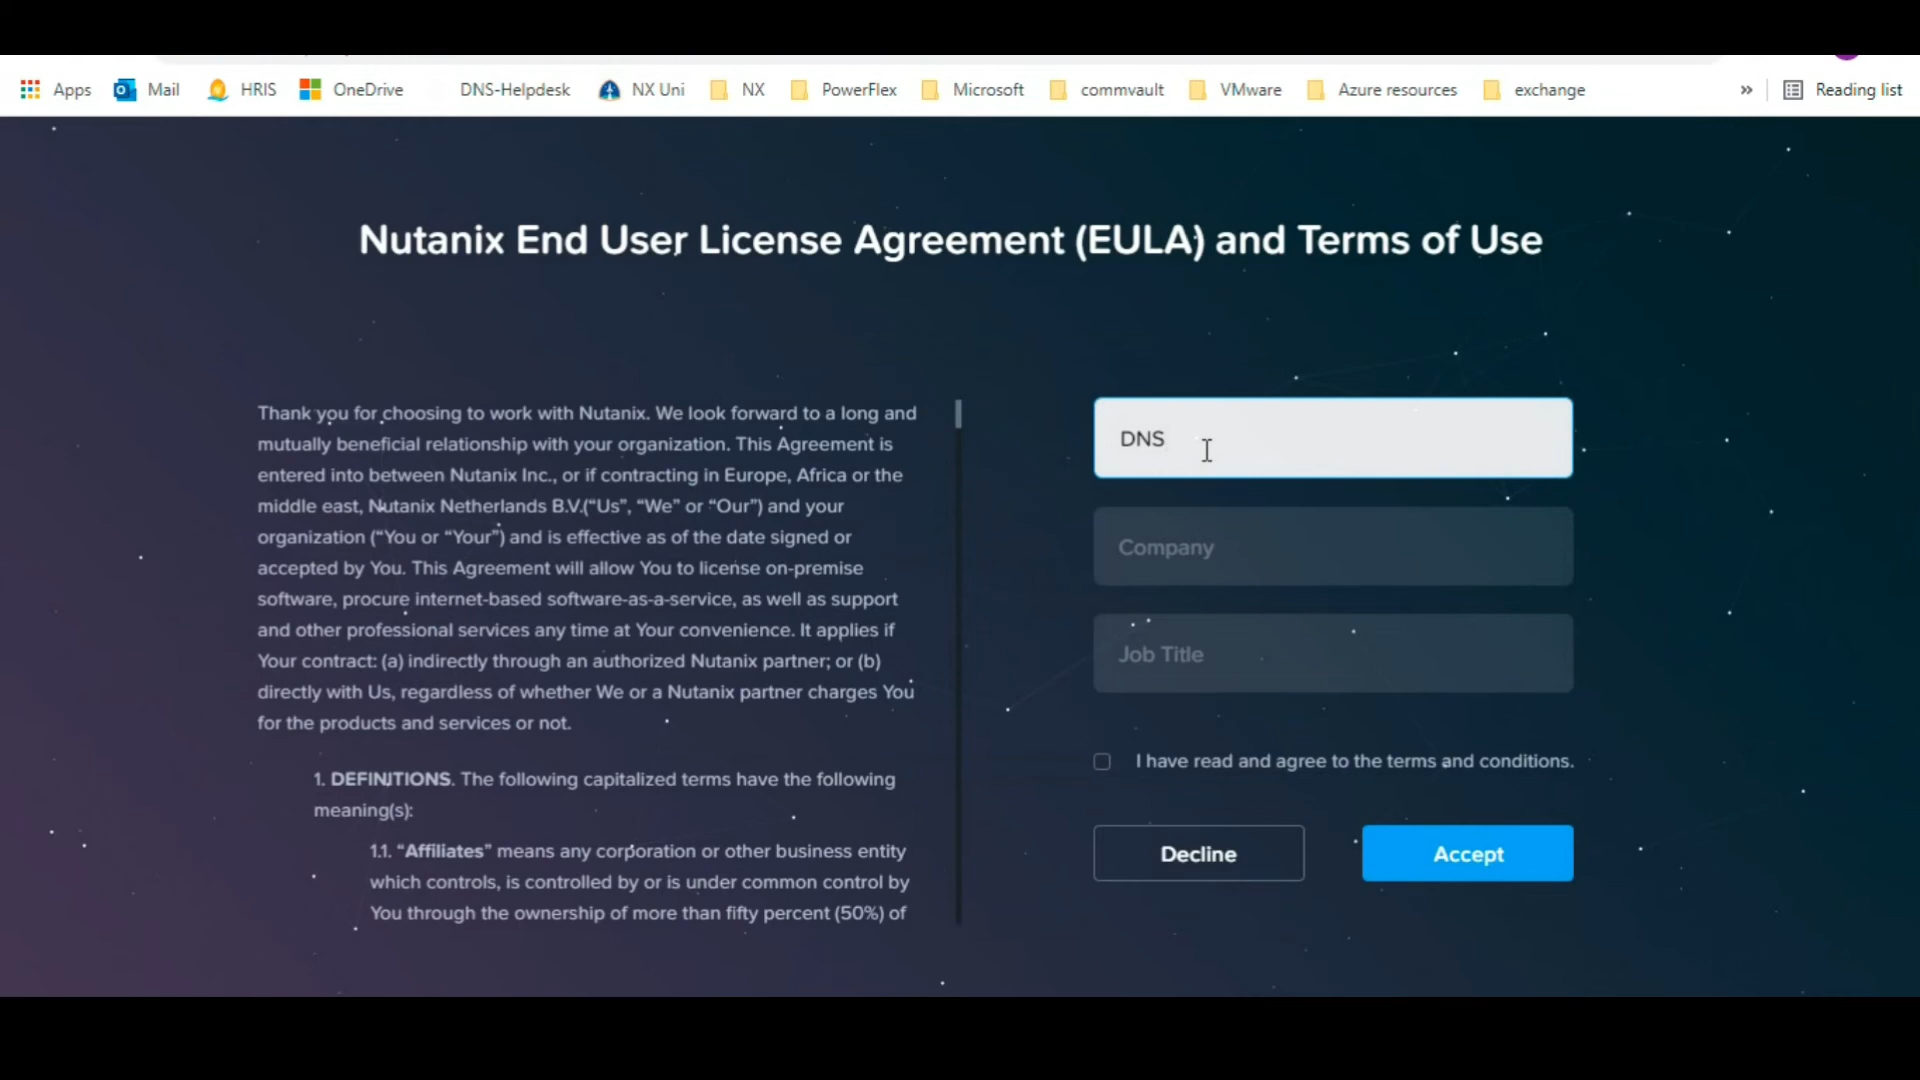 Apps Mail HRIS OneDrive DNS-Helpdesk NX Uni NX PowerFlex Microsoft commvault VMware Azure resources exchange » Reading list
Nutanix End User License Agreement (EULA) and Terms of Use
Thank you for choosing to work with Nutanix. We look forward to a long and
mutually beneficial relationship with your organization. This Agreement is
entered into between Nutanix Inc., or if contracting in Europe, Africa or the
middle east, Nutanix Netherlands B.V.(“Us”, “We” or “Our”) and your
organization (“You or “Your”) and is effective as of the date signed or
accepted by You. This Agreement will allow You to license on-premise
software, procure internet-based software-as-a-service, as well as support
and other professional services any time at Your convenience. It applies if
Your contract: (a) indirectly through an authorized Nutanix partner; or (b)
directly with Us, regardless of whether We or a Nutanix partner charges You
for the products and services or not.
1. DEFINITIONS. The following capitalized terms have the following
meaning(s):
1.1. “Affiliates” means any corporation or other business entity
which controls, is controlled by or is under common control by
You through the ownership of more than fifty percent (50%) of
DNS
Company
Job Title
I have read and agree to the terms and conditions.
Decline
Accept